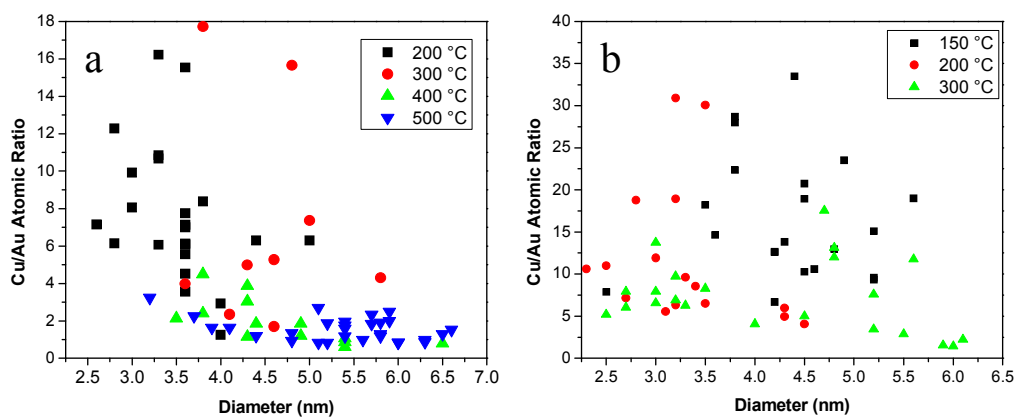 a
200 °C
300 °C
400 °C
500 °C
Cu/Au Atomic Ratio
18
16
14
12
10
8
6
4
2
0
2.5 3.0 3.5 4.0 4.5 5.0 5.5 6.0 6.5 7.0
Diameter (nm)
b
150 °C
200 °C
300 °C
Cu/Au Atomic Ratio
40
35
30
25
20
15
10
5
0
2.5 3.0 3.5 4.0 4.5 5.0 5.5 6.0 6.5
Diameter (nm)